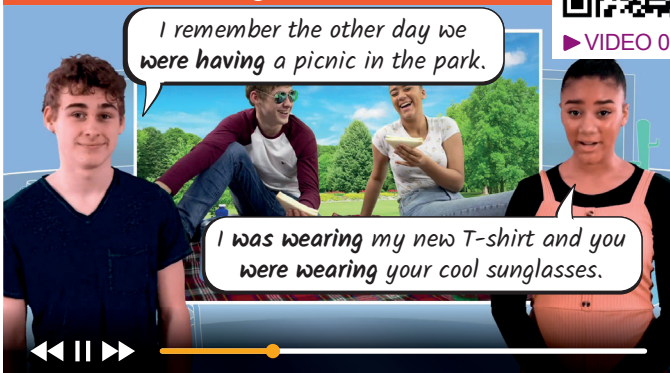 I remember the other day we
were having a picnic in the park.
VIDEO 0
I was wearing my new T-shirt and you
were wearing your cool sunglasses.